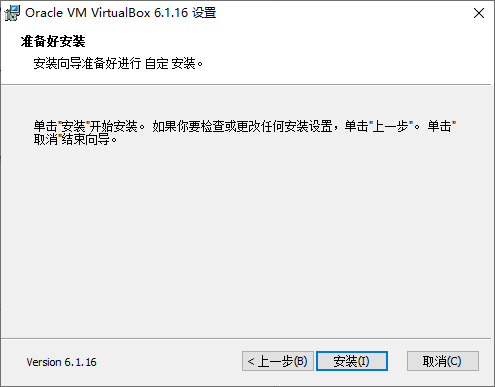 Oracle VM VirtualBox 6.1.16 设置
准备好安装
安装向导准备好进行 自定 安装。
单击"安装"开始安装。 如果你要检查或更改任何安装设置，单击"上一步"。 单击"
取消"结束向导。
Version 6.1.16
< 上一步(B)
安装(I)
取消(C)